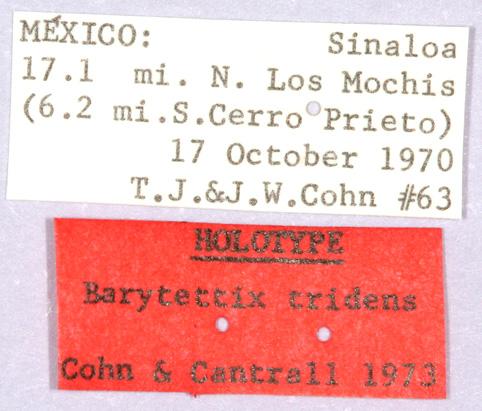 MÉXICO: Sinaloa
17.1 mi. N. Los Mochis
(6.2 mi.S.Cerro Prieto)
17 October 1970
T.J.&J.W.Cohn #63
HOLOTYPE
Barytettix tridens
Cohn & Cantrall 1973